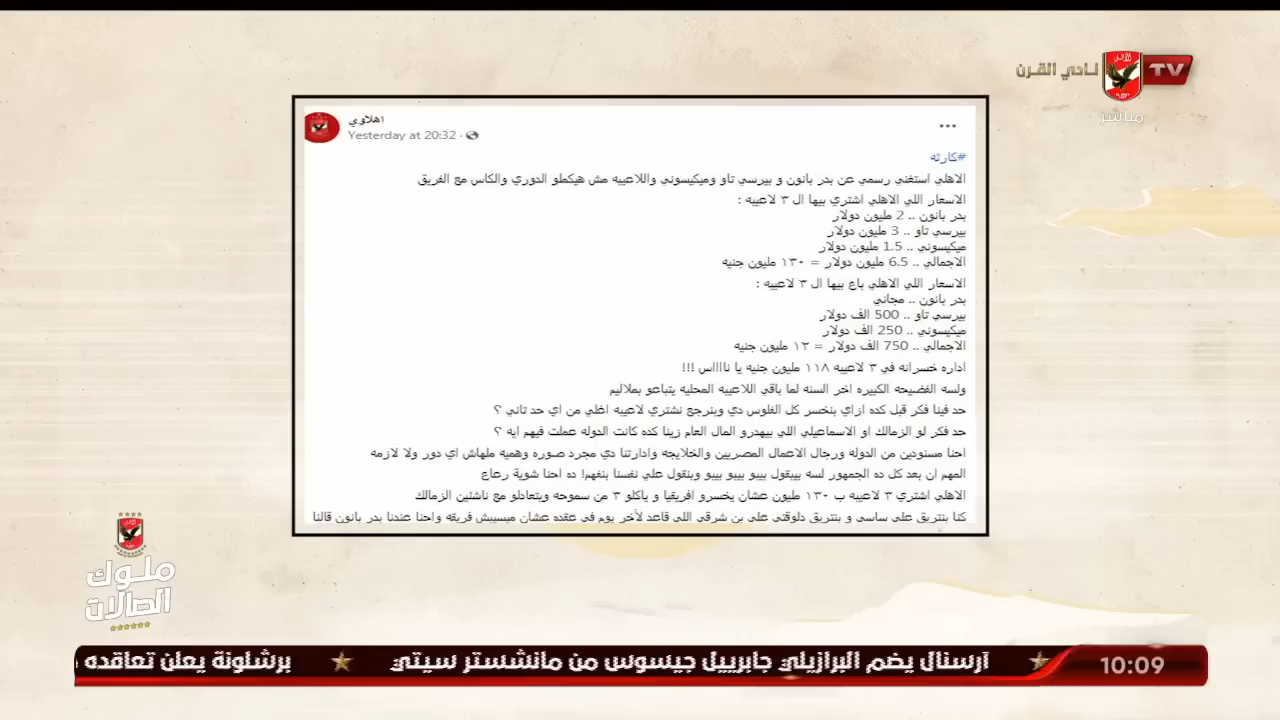 نادي القرن
TV
مباشر
اهلاوي
Yesterday at 20:32
#كارثه
الاهلي استغني رسمي عن بدر بانون و بيرسي تاو وميكيسوني واللاعيبه مش هيكملو الدوري والكاس مع الفريق
الاسعار اللي الاهلي اشتري بيها ال ٣ لاعيبه :
بدر بانون .. 2 مليون دولار
بيرسي تاو .. 3 مليون دولار
ميكيسوني .. 1.5 مليون دولار
الاجمالي .. 6.5 مليون دولار = ١٣٠ مليون جنيه
الاسعار اللي الاهلي باع بيها ال ٣ لاعيبه :
بدر بانون .. مجاني
بيرسي تاو .. 500 الف دولار
ميكيسوني .. 250 الف دولار
الاجمالي .. 750 الف دولار = ١٢ مليون جنيه
اداره خسرانه في ٣ لاعيبه ١١٨ مليون جنيه يا نااااس !!!
ولسه الفضيحه الكبيره اخر السنه لما باقي اللاعيبه المحليه يتباعو بملاليم
حد فينا فكر قبل كده ازاي بنخسر كل الفلوس دي وبنرجع نشتري لاعيبه اغلي من اي حد تاني ؟
حد فكر لو الزمالك او الاسماعيلي اللي بيهدرو المال العام زينا كده كانت الدوله عملت فيهم ايه ؟
احنا مسنودين من الدوله ورجال الاعمال المصريين والخلايجه وادارتنا دي مجرد صوره وهميه ملهاش اي دور ولا لازمه
المهم ان بعد كل ده الجمهور لسه بيقول بيبو بيبو بيبو وبنقول علي نفسنا بنفهم! ده احنا شوية رعاع
الاهلي اشتري ٣ لاعيبه ب ١٣٠ مليون عشان يخسرو افريقيا و ياكلو ٣ من سموحه ويتعادلو مع ناشئين الزمالك
كنا بنتريق علي ساسي و بنتريق دلوقتي علي بن شرقي اللي قاعد لأخر يوم في عقده عشان ميسيبش فريقه واحنا عندنا بدر بانون قالنا
ملوك
الصالات
10:09
آرسنال يضم البرازيلي جابرييل جيسوس من مانشستر سيتي
برشلونة يعلن تعاقده